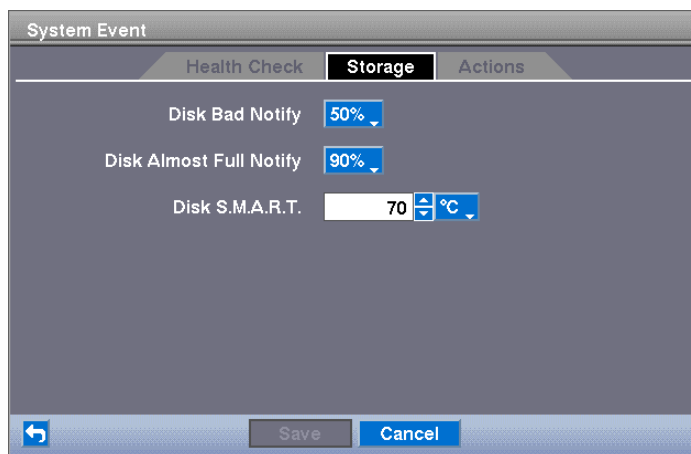 System Event
Health Check Storage Actions
Disk Bad Notify 50%
Disk Almost Full Notify 90%
Disk S.M.A.R.T. 70 °C
Save Cancel